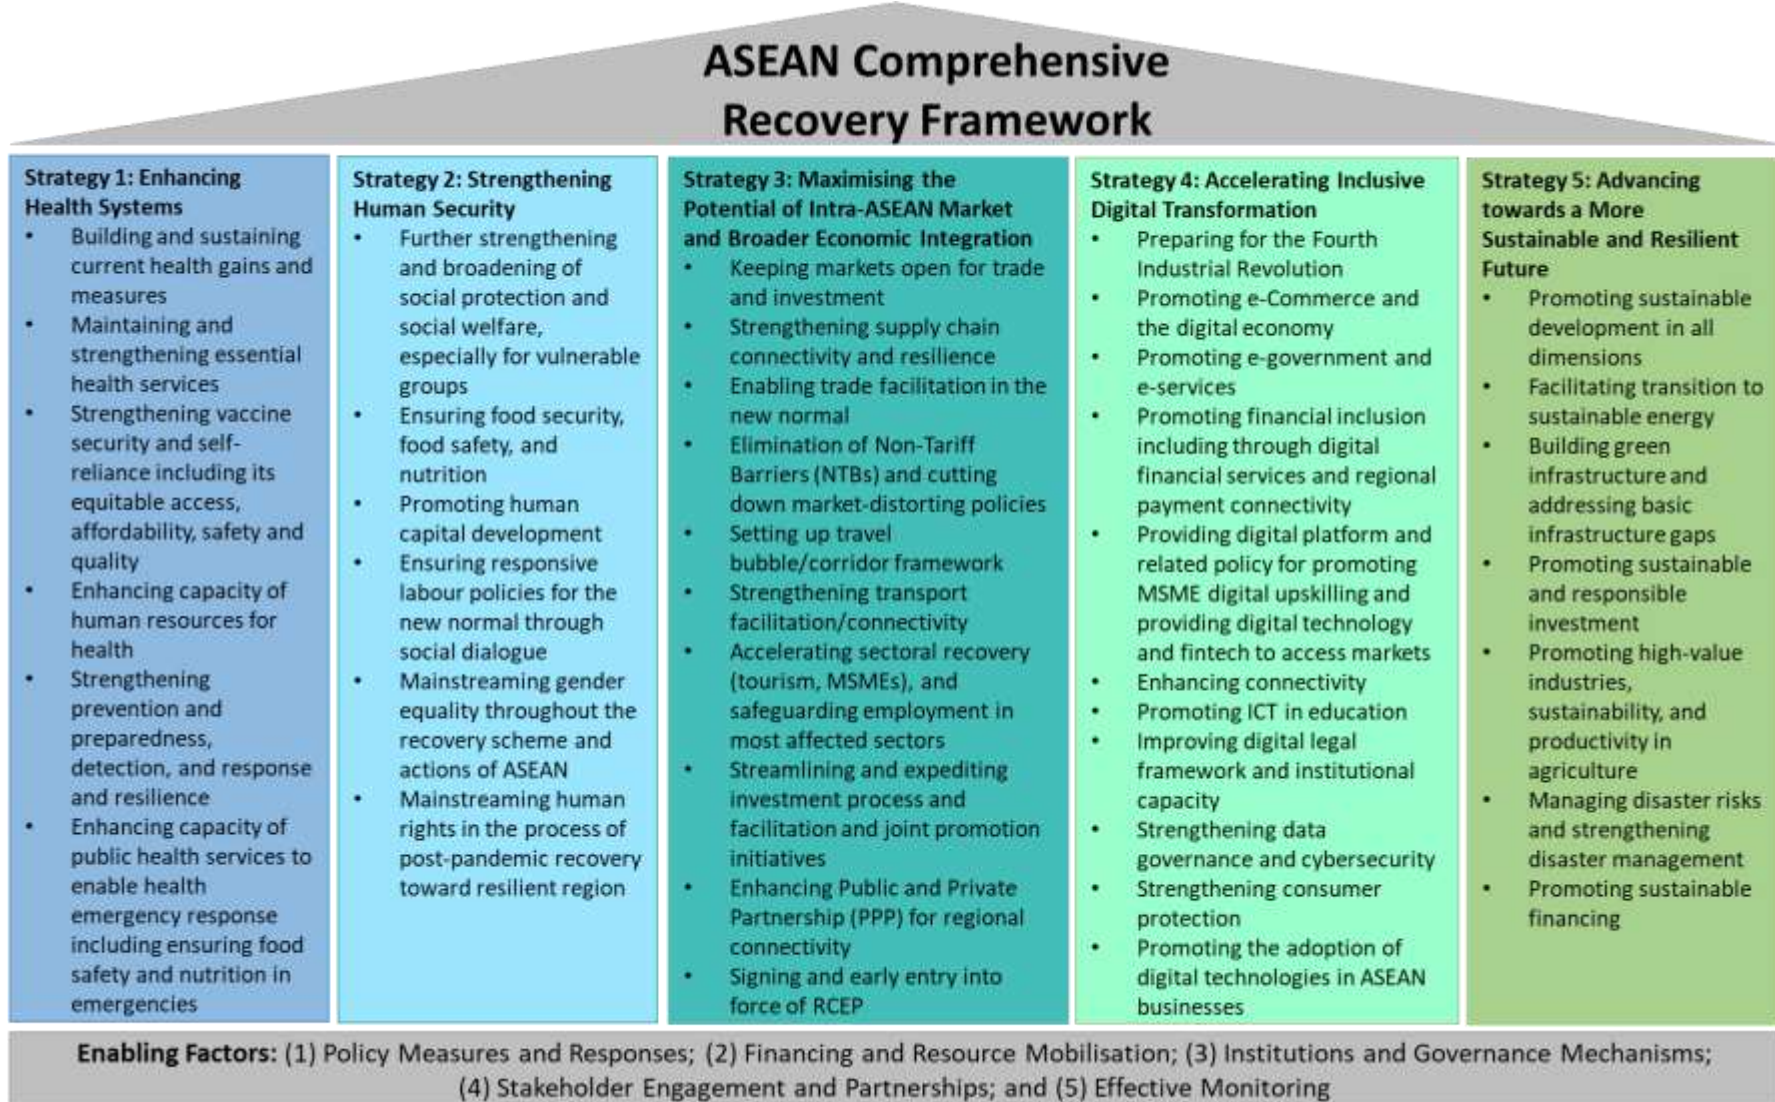 ASEAN Comprehensive
Recovery Framework
Strategy 1: Enhancing
Health Systems
• Building and sustaining
current health gains and
measures
• Maintaining and
strengthening essential
health services
• Strengthening vaccine
security and self-
reliance including its
equitable access,
affordability, safety and
quality
• Enhancing capacity of
human resources for
health
• Strengthening
prevention and
preparedness,
detection, and response
and resilience
• Enhancing capacity of
public health services to
enable health
emergency response
including ensuring food
safety and nutrition in
emergencies
Strategy 2: Strengthening
Human Security
• Further strengthening
and broadening of
social protection and
social welfare,
especially for vulnerable
groups
• Ensuring food security,
food safety, and
nutrition
• Promoting human
capital development
• Ensuring responsive
labour policies for the
new normal through
social dialogue
• Mainstreaming gender
equality throughout the
recovery scheme and
actions of ASEAN
• Mainstreaming human
rights in the process of
post-pandemic recovery
toward resilient region
Strategy 3: Maximising the
Potential of Intra-ASEAN Market
and Broader Economic Integration
• Keeping markets open for trade
and investment
• Strengthening supply chain
connectivity and resilience
• Enabling trade facilitation in the
new normal
• Elimination of Non-Tariff
Barriers (NTBs) and cutting
down market-distorting policies
• Setting up travel
bubble/corridor framework
• Strengthening transport
facilitation/connectivity
• Accelerating sectoral recovery
(tourism, MSMEs), and
safeguarding employment in
most affected sectors
• Streamlining and expediting
investment process and
facilitation and joint promotion
initiatives
• Enhancing Public and Private
Partnership (PPP) for regional
connectivity
• Signing and early entry into
force of RCEP
Strategy 4: Accelerating Inclusive
Digital Transformation
• Preparing for the Fourth
Industrial Revolution
• Promoting e-Commerce and
the digital economy
• Promoting e-government and
e-services
• Promoting financial inclusion
including through digital
financial services and regional
payment connectivity
• Providing digital platform and
related policy for promoting
MSME digital upskilling and
providing digital technology
and fintech to access markets
• Enhancing connectivity
• Promoting ICT in education
• Improving digital legal
framework and institutional
capacity
• Strengthening data
governance and cybersecurity
• Strengthening consumer
protection
• Promoting the adoption of
digital technologies in ASEAN
businesses
Strategy 5: Advancing
towards a More
Sustainable and Resilient
Future
• Promoting sustainable
development in all
dimensions
• Facilitating transition to
sustainable energy
• Building green
infrastructure and
addressing basic
infrastructure gaps
• Promoting sustainable
and responsible
investment
• Promoting high-value
industries,
sustainability, and
productivity in
agriculture
• Managing disaster risks
and strengthening
disaster management
• Promoting sustainable
financing
Enabling Factors: (1) Policy Measures and Responses; (2) Financing and Resource Mobilisation; (3) Institutions and Governance Mechanisms;
(4) Stakeholder Engagement and Partnerships; and (5) Effective Monitoring